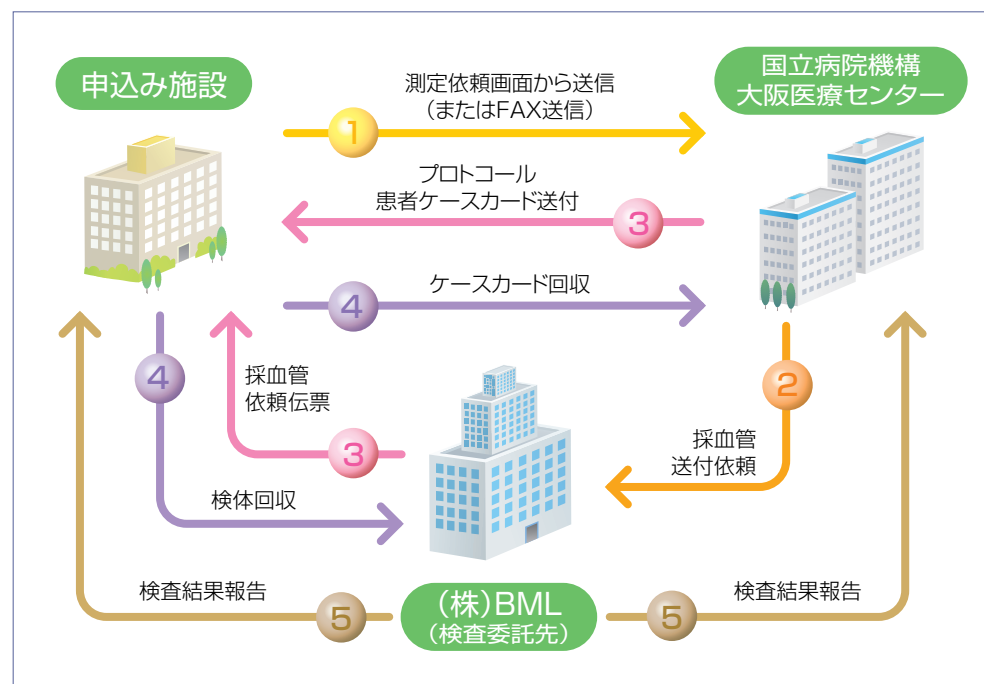 申込み施設
国立病院機構
大阪医療センター
測定依頼画面から送信
（またはFAX送信）
1
プロトコール
患者ケースカード送付
3
ケースカード回収
4
4
採血管
依頼伝票
3
2
採血管
送付依頼
検体回収
検査結果報告
5
（株）BML
（検査委託先）
5
検査結果報告